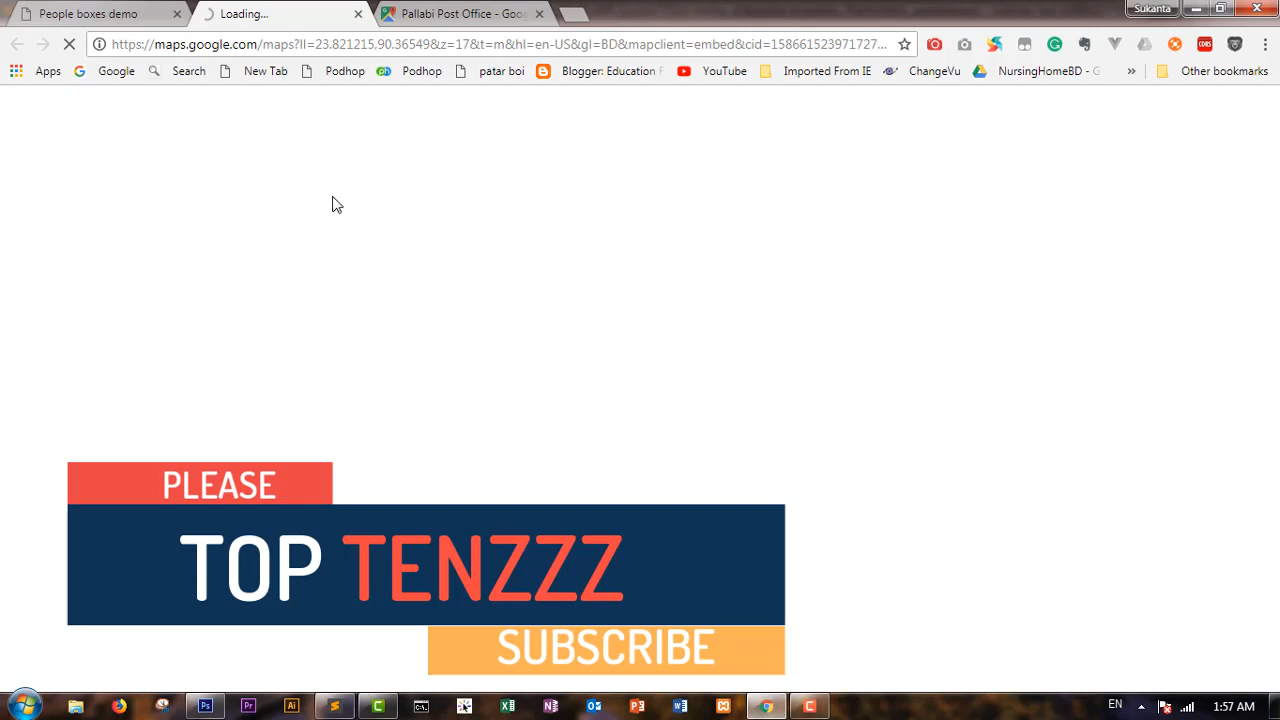 People boxes demo Loading... Pallabi Post Office - Goo Sukanta
https://maps.google.com/maps?ll=23.821215,90.36549&z=17&t=m&hl=en-US&gl=BD&mapclient=embed&cid=158661523971727...
Apps Google Search New Tab Podhop Podhop patar boi Blogger: Education F YouTube Imported From IE ChangeVu NursingHomeBD - G » Other bookmarks
PLEASE
TOP TENZZZ
SUBSCRIBE
EN 1:57 AM